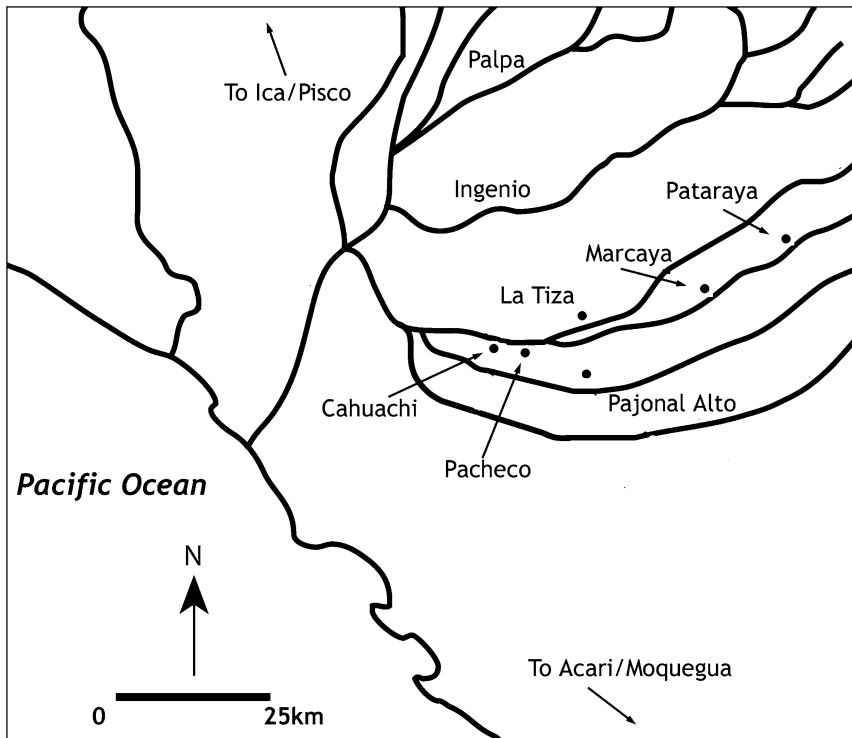 Palpa
To Ica/Pisco
Ingenio
Pataraya
Marcaya
La Tiza
Cahuachi
Pajonal Alto
Pacheco
Pacific Ocean
N
To Acari/Moquegua
0 25km